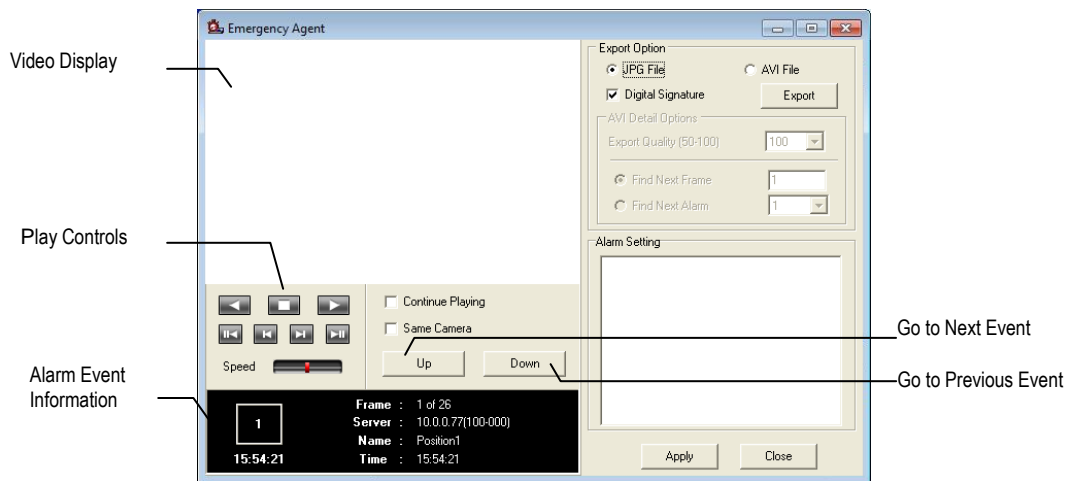 Emergency Agent
Video Display
Play Controls
Alarm Event
Information
Export Option
JPG File
AVI File
Digital Signature
Export
AVI Detail Options
Export Quality (50-100)
100
Find Next Frame
1
Find Next Alarm
1
Alarm Setting
Continue Playing
Same Camera
Up
Down
Speed
Go to Next Event
Go to Previous Event
1
15:54:21
Frame : 1 of 26
Server : 10.0.0.77(100-000)
Name : Position1
Time : 15:54:21
Apply
Close